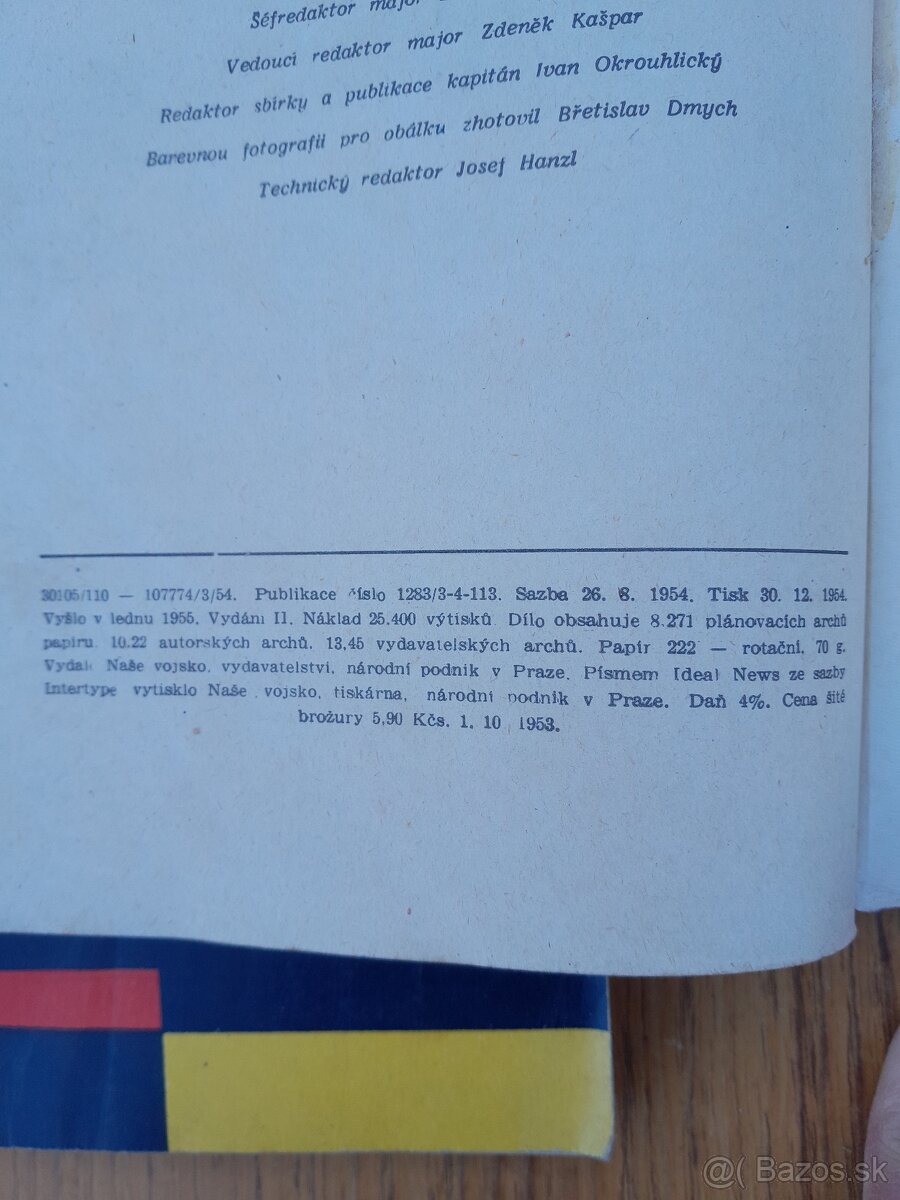 Šéfredaktor major
Vedoucí redaktor major Zdeněk Kašpar
Redaktor sbírky a publikace kapitán Ivan Okrouhlický
Barevnou fotografii pro obálku zhotovil Břetislav Dmych
Technický redaktor Josef Hanzl
30105/110 — 107774/3/54. Publikace číslo 1283/3-4-113. Sazba 26. 8. 1954. Tisk 30. 12. 1954.
Vyšlo v lednu 1955. Vydání II. Náklad 25.400 výtisků. Dílo obsahuje 8.271 plánovacích archů
papíru. 10.22 autorských archů. 13,45 vydavatelských archů. Papír 222 — rotační, 70 g.
Vydalo Naše vojsko, vydavatelství, národní podnik v Praze. Písmem Ideal News ze sazby
Intertype vytisklo Naše vojsko, tiskárna, národní podnik v Praze. Daň 4%. Cena šité
brožury 5,90 Kčs. 1. 10 1953.
@( Bazos.sk